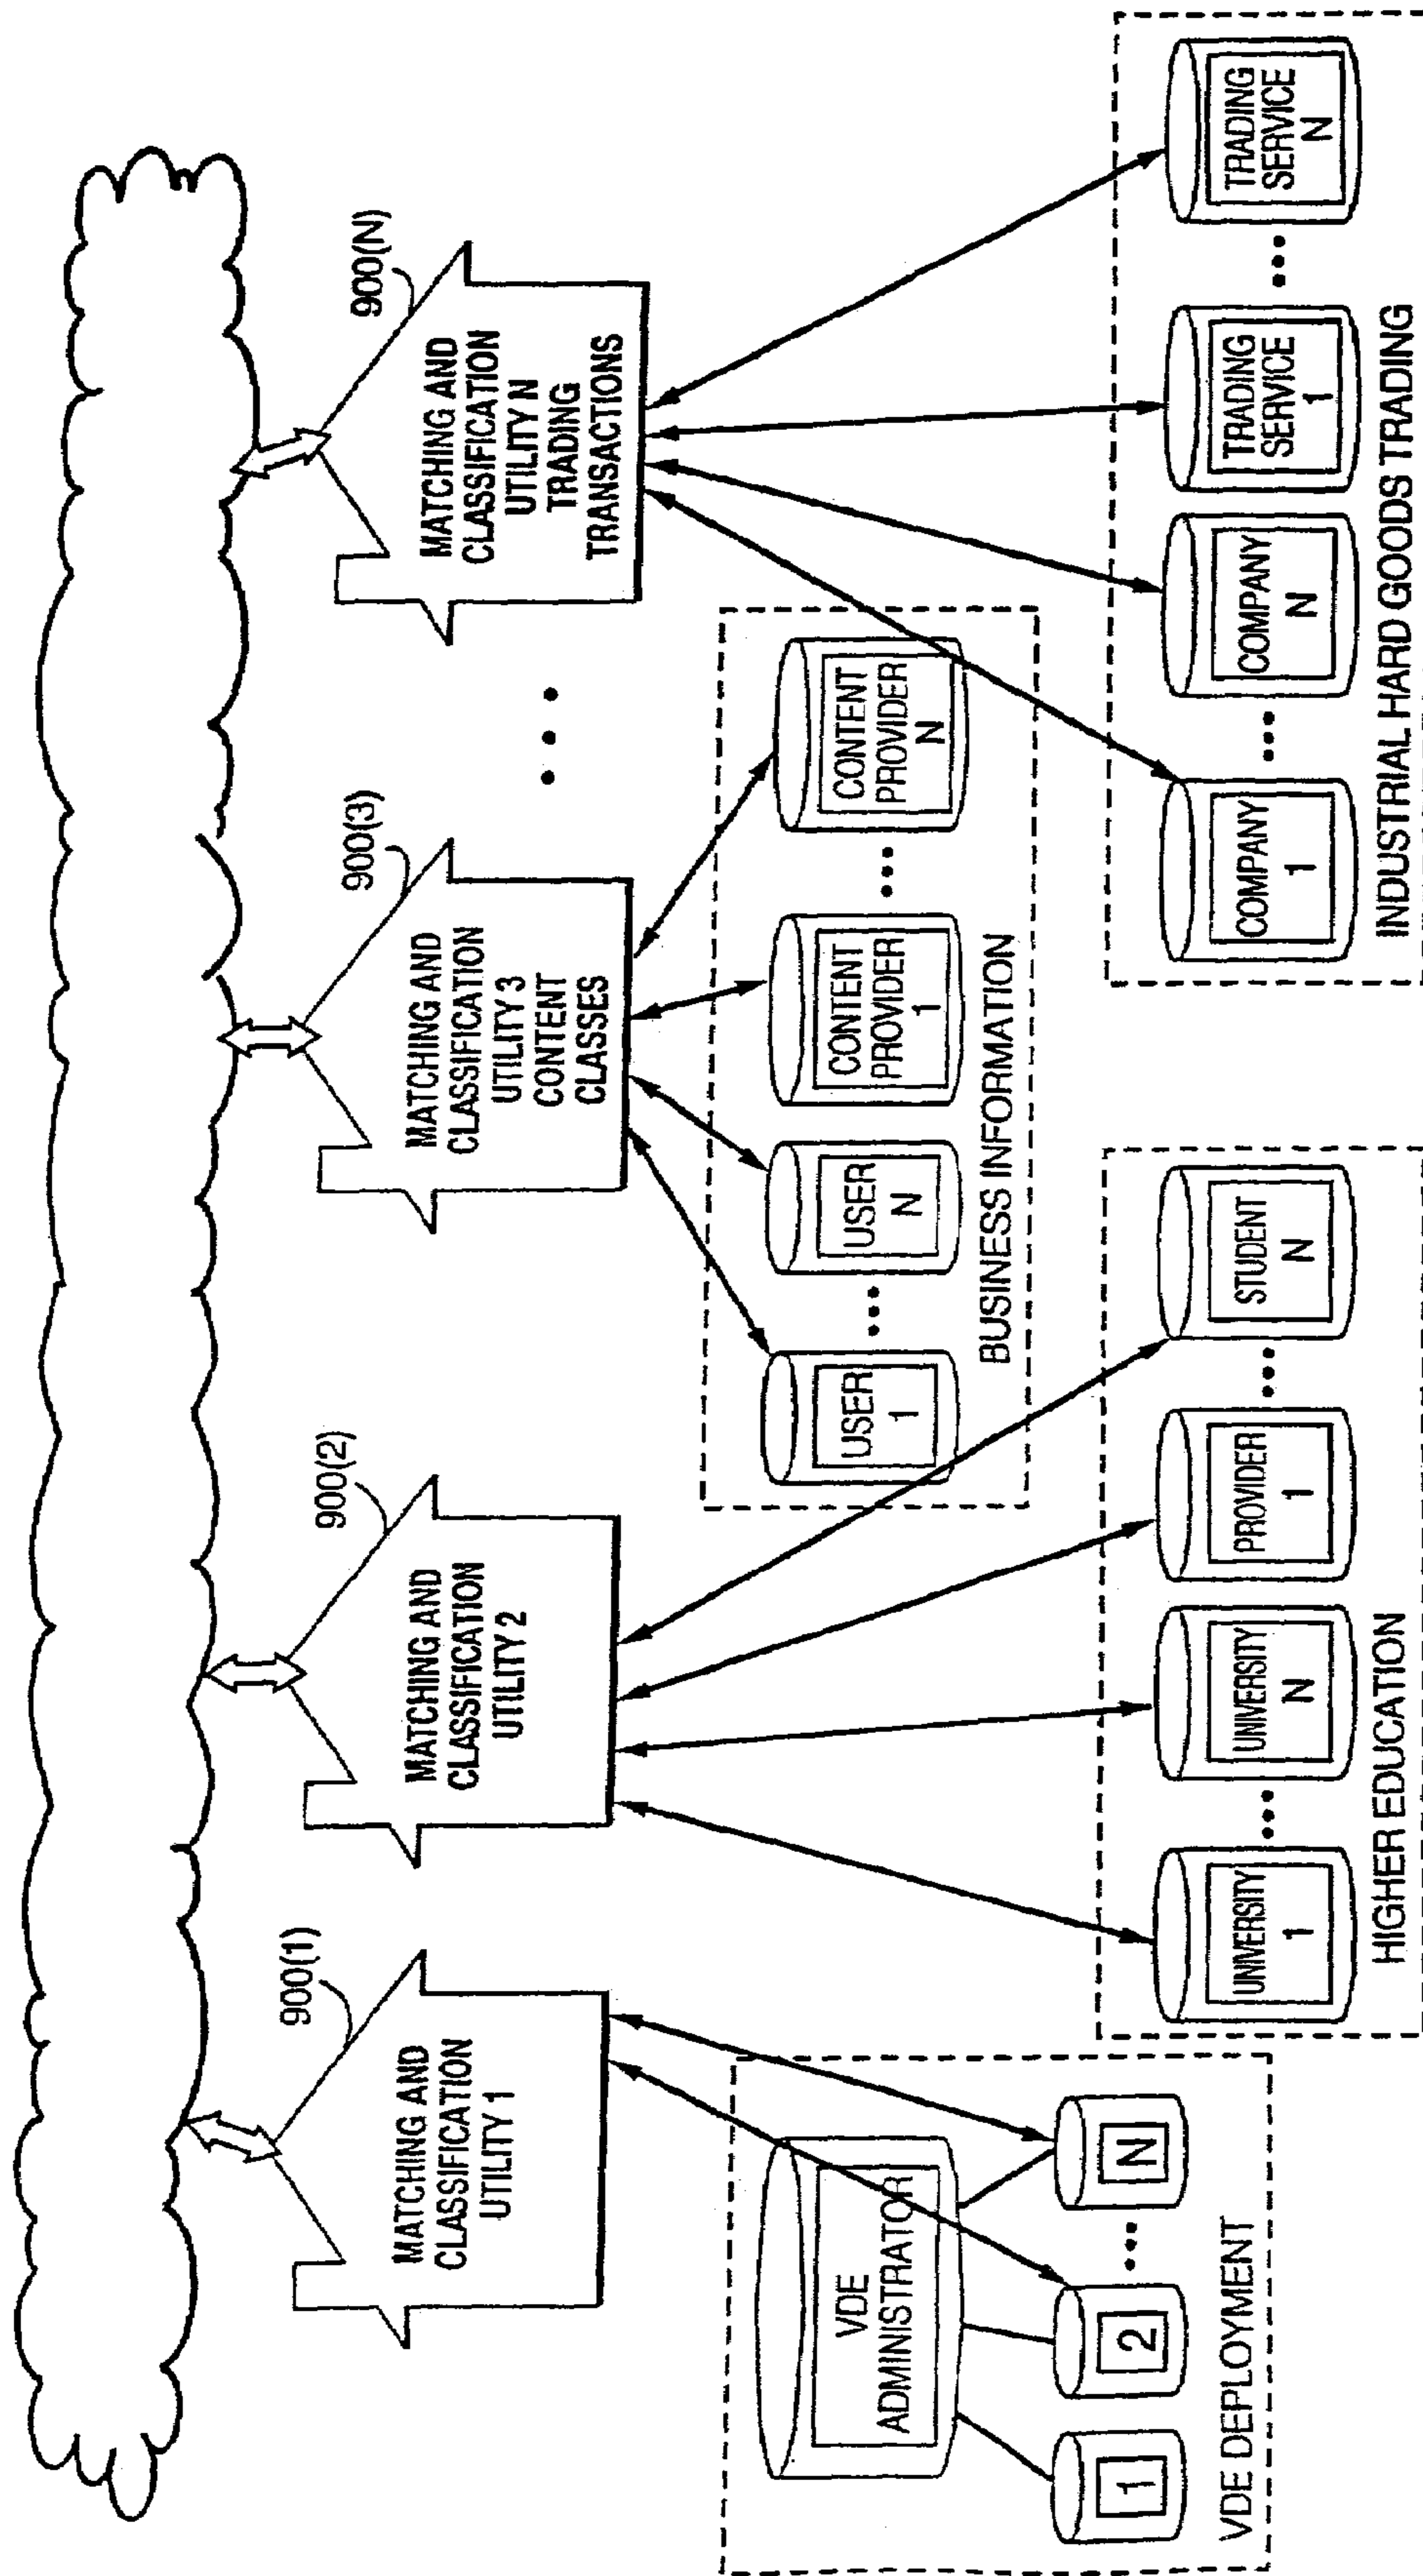 900(1)
MATCHING AND
CLASSIFICATION
UTILITY 1
900(2)
MATCHING AND
CLASSIFICATION
UTILITY 2
900(3)
MATCHING AND
CLASSIFICATION
UTILITY 3
CONTENT
CLASSES
• • •
900(N)
MATCHING AND
CLASSIFICATION
UTILITY N
TRADING
TRANSACTIONS
VDE
ADMINISTRATOR
1
2
•••
N
VDE DEPLOYMENT
UNIVERSITY
1
•••
UNIVERSITY
N
PROVIDER
1
•••
STUDENT
N
HIGHER EDUCATION
USER
1
•••
USER
N
CONTENT
PROVIDER
1
•••
CONTENT
PROVIDER
N
BUSINESS INFORMATION
COMPANY
1
•••
COMPANY
N
TRADING
SERVICE
1
•••
TRADING
SERVICE
N
INDUSTRIAL HARD GOODS TRADING